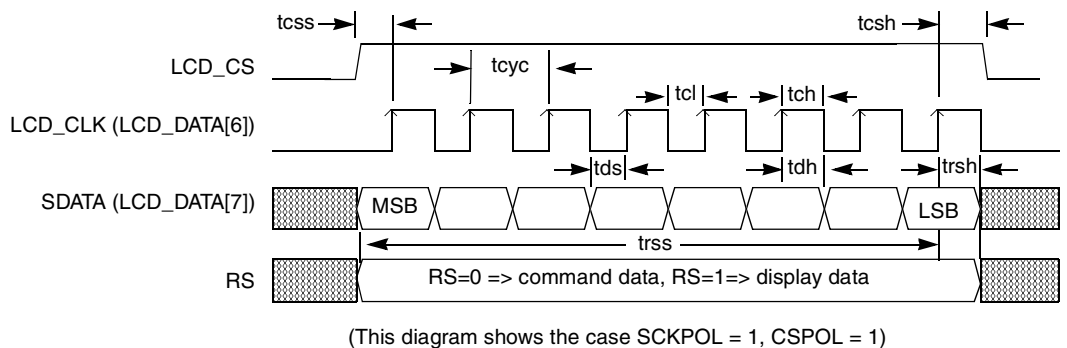 tcss
tcsh
LCD_CS
tcyc
tcl
tch
LCD_CLK (LCD_DATA[6])
tds
tdh
trsh
SDATA (LCD_DATA[7])
MSB
LSB
trss
RS
RS=0 => command data, RS=1=> display data
(This diagram shows the case SCKPOL = 1, CSPOL = 1)